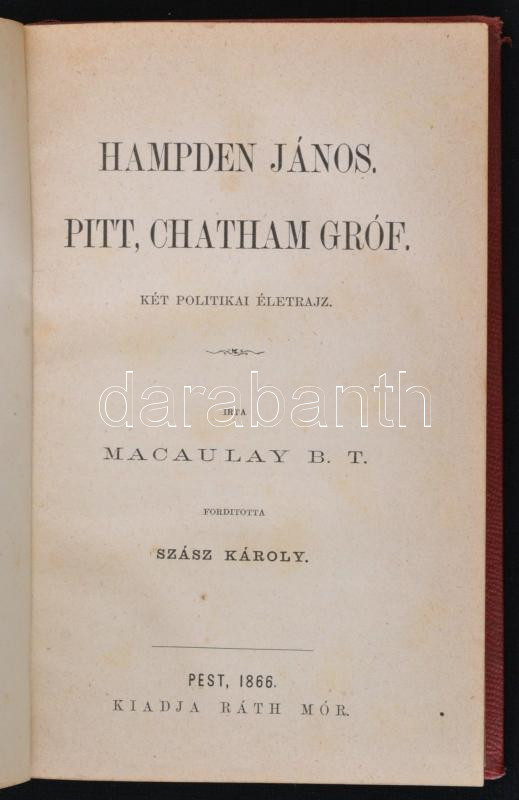 HAMPDEN JÁNOS.
PITT, CHATHAM GRÓF.
KÉT POLITIKAI ÉLETRAJZ.
darabanth
IRTA
MACAULAY B. T.
FORDITOTTA
SZÁSZ KÁROLY.
PEST, 1866.
KIADJA RÁTH MÓR.